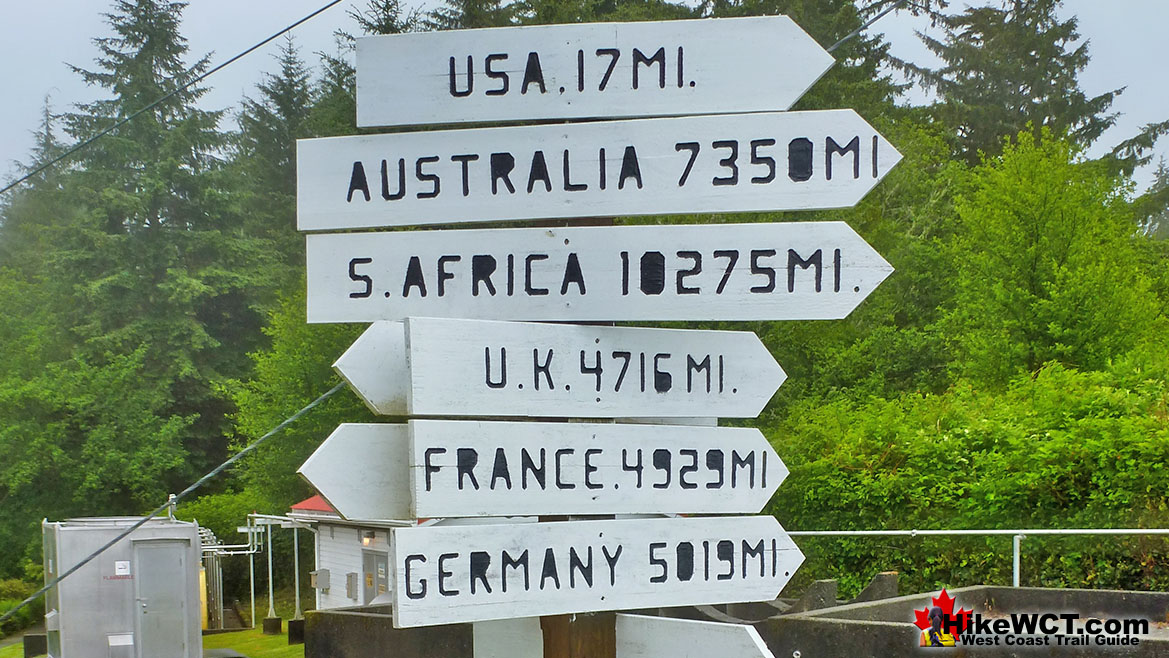 USA. 17MI.
AUSTRALIA 7350MI
S. AFRICA 10275MI.
U.K. 4716MI.
FRANCE. 4929MI
GERMANY 5019MI.
HikeWCT.com
West Coast Trail Guide